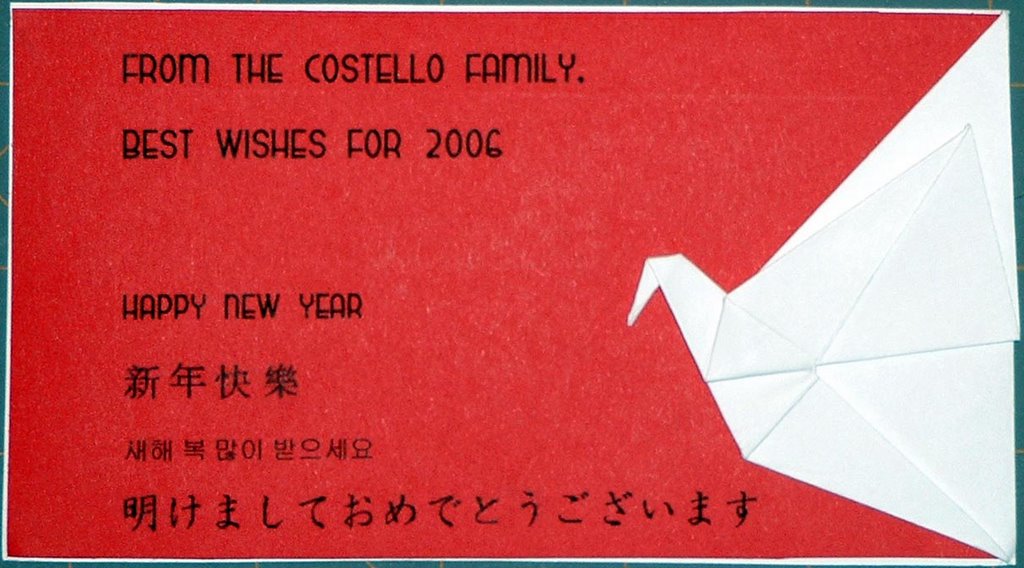 FROM THE COSTELLO FAMILY.
BEST WISHES FOR 2006
HAPPY NEW YEAR
新年快樂
새해 복 많이 받으세요
明けましておめでとうございます